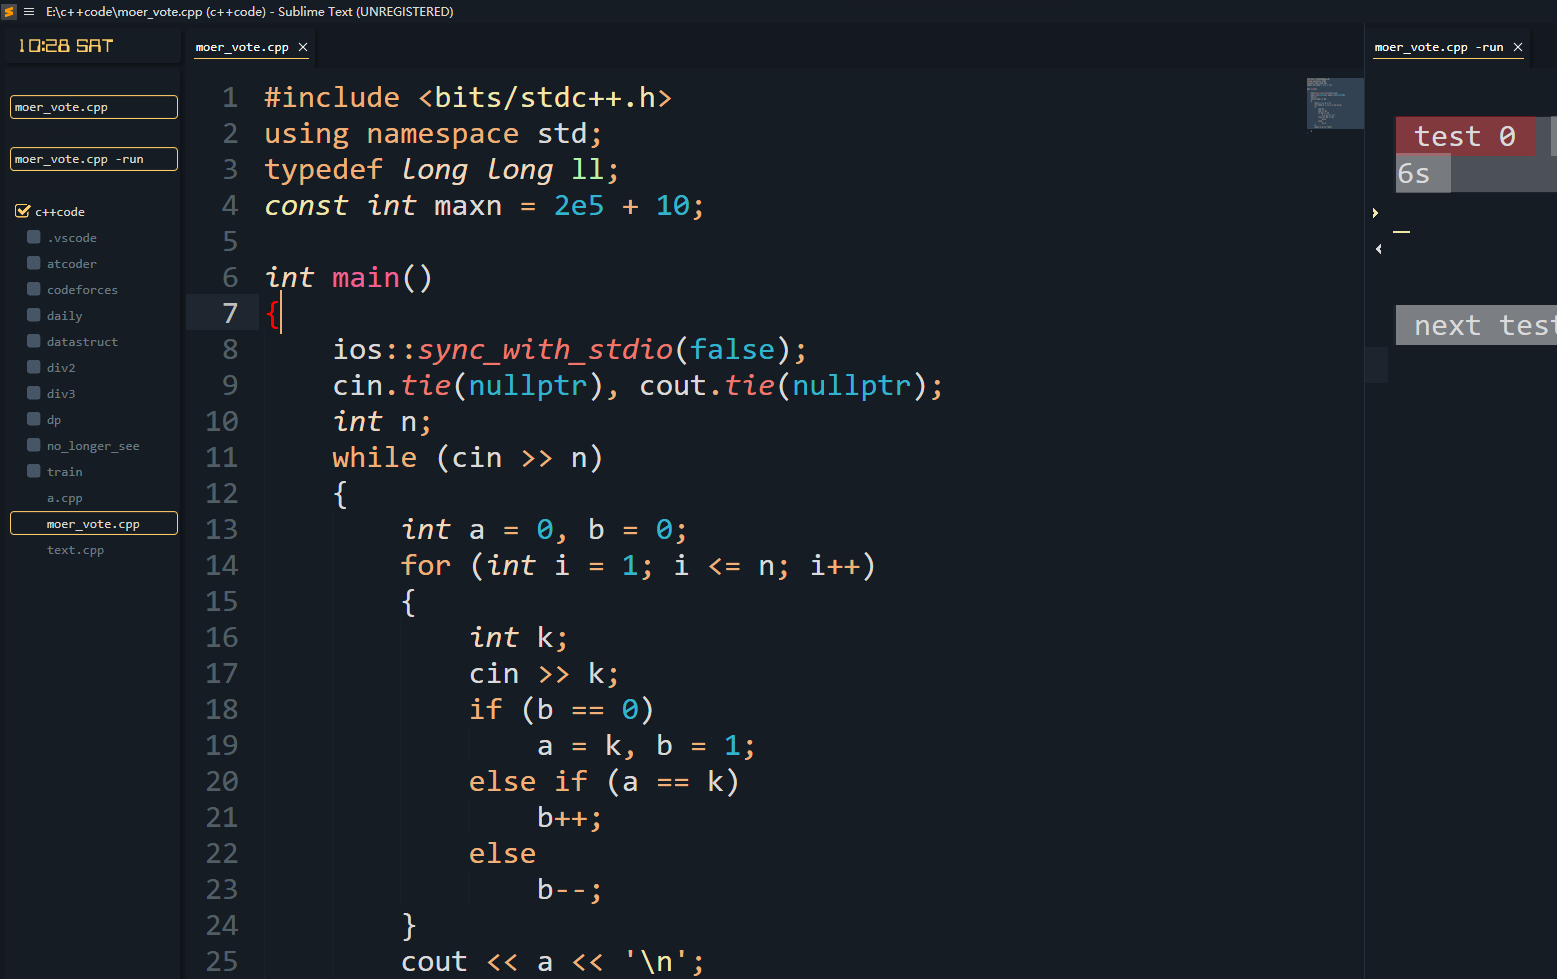 E:\c++code\moer_vote.cpp (c++code) - Sublime Text (UNREGISTERED)
10:28 SAT
moer_vote.cpp
moer_vote.cpp -run
c++code
.vscode
atcoder
codeforces
daily
datastruct
div2
div3
dp
no_longer_see
train
a.cpp
moer_vote.cpp
text.cpp
moer_vote.cpp ×
1 #include <bits/stdc++.h>
2 using namespace std;
3 typedef long long ll;
4 const int maxn = 2e5 + 10;
5
6 int main()
7 {
8     ios::sync_with_stdio(false);
9     cin.tie(nullptr), cout.tie(nullptr);
10     int n;
11     while (cin >> n)
12     {
13         int a = 0, b = 0;
14         for (int i = 1; i <= n; i++)
15         {
16             int k;
17             cin >> k;
18             if (b == 0)
19                 a = k, b = 1;
20             else if (a == k)
21                 b++;
22             else
23                 b--;
24         }
25         cout << a << '\n';
moer_vote.cpp -run ×
test 0
6s
next test